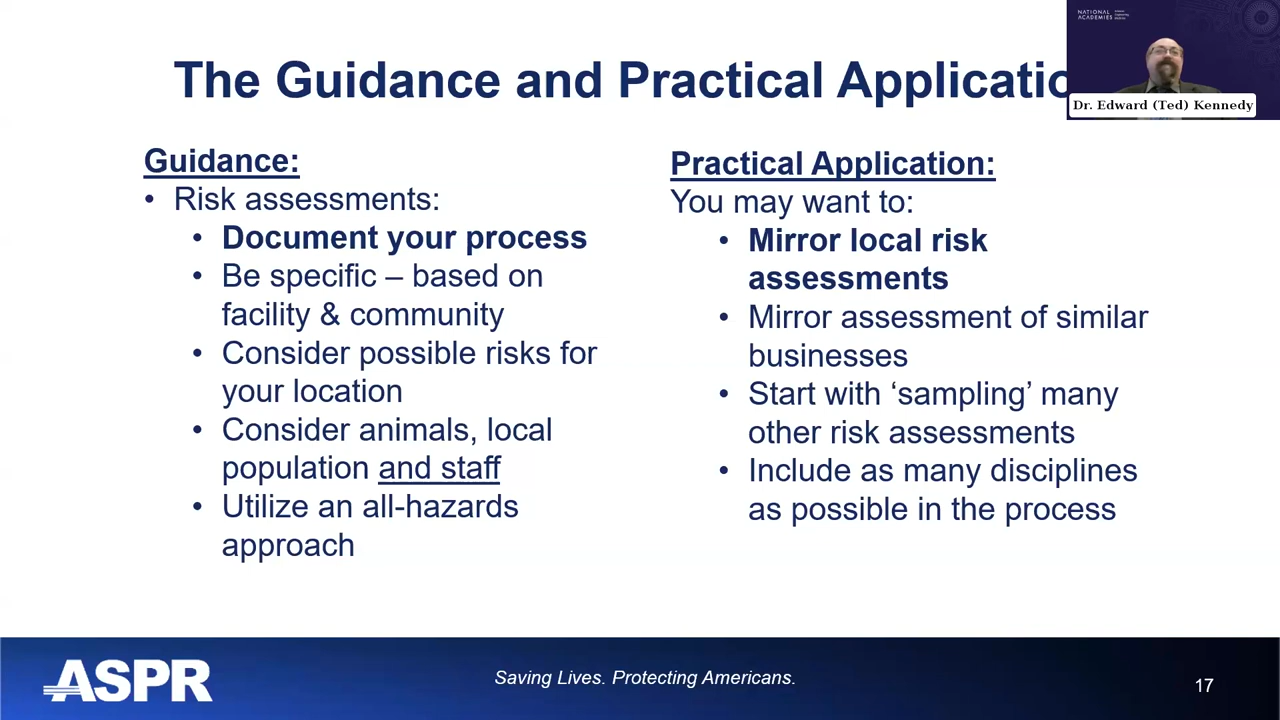 NATIONAL
ACADEMIES
The Guidance and Practical Applicatio
Dr. Edward (Ted) Kennedy
Guidance:
• Risk assessments:
• Document your process
• Be specific – based on
facility & community
• Consider possible risks for
your location
• Consider animals, local
population and staff
• Utilize an all-hazards
approach
Practical Application:
You may want to:
• Mirror local risk
assessments
• Mirror assessment of similar
businesses
• Start with ‘sampling’ many
other risk assessments
• Include as many disciplines
as possible in the process
ASPR
Saving Lives. Protecting Americans.
17